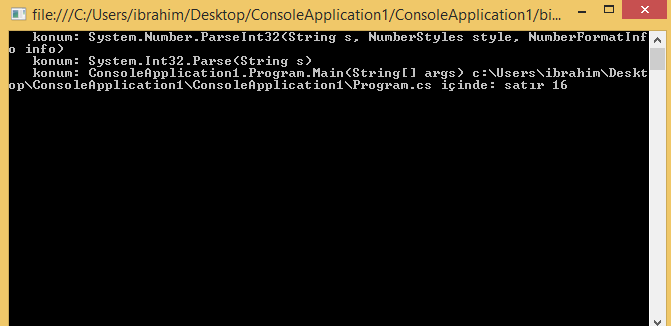 file:///C:/Users/ibrahim/Desktop/ConsoleApplication1/ConsoleApplication1/bi...
   konum: System.Number.ParseInt32(String s, NumberStyles style, NumberFormatInf
o info)
   konum: System.Int32.Parse(String s)
   konum: ConsoleApplication1.Program.Main(String[] args) c:\Users\ibrahim\Deskt
op\ConsoleApplication1\ConsoleApplication1\Program.cs içinde: satır 16